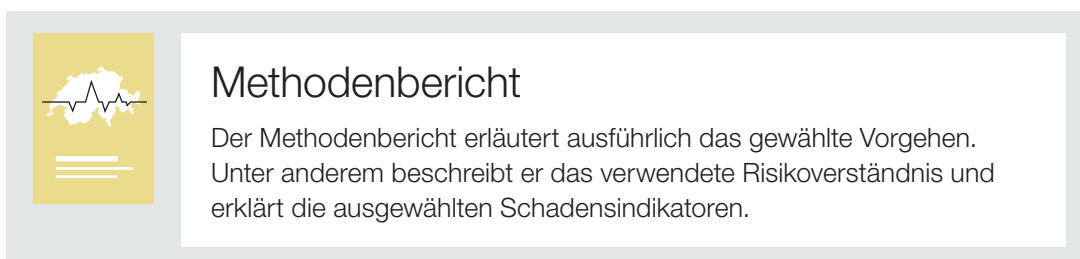 Methodenbericht
Der Methodenbericht erläutert ausführlich das gewählte Vorgehen.
Unter anderem beschreibt er das verwendete Risikoverständnis und
erklärt die ausgewählten Schadensindikatoren.